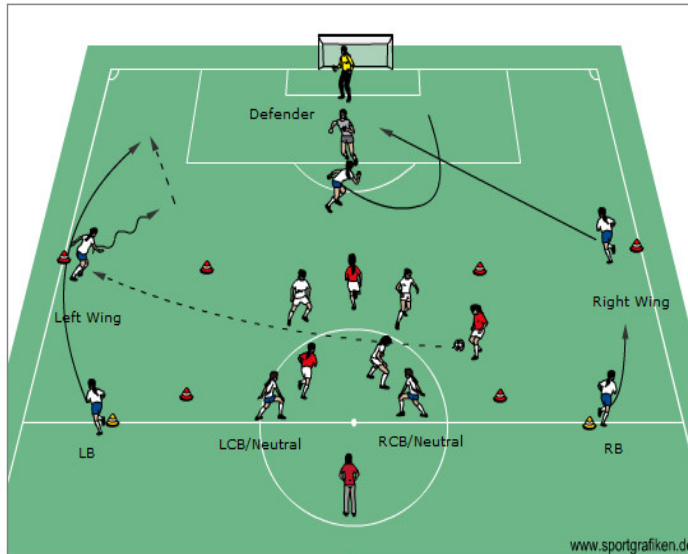 Defender
Left Wing
Right Wing
LB
LCB/Neutral
RCB/Neutral
RB
www.sportgrafiken.de